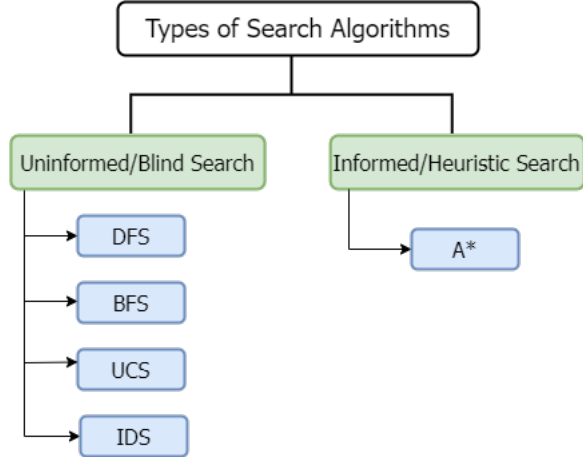 Types of Search Algorithms
Uninformed/Blind Search
Informed/Heuristic Search
DFS
A*
BFS
UCS
IDS